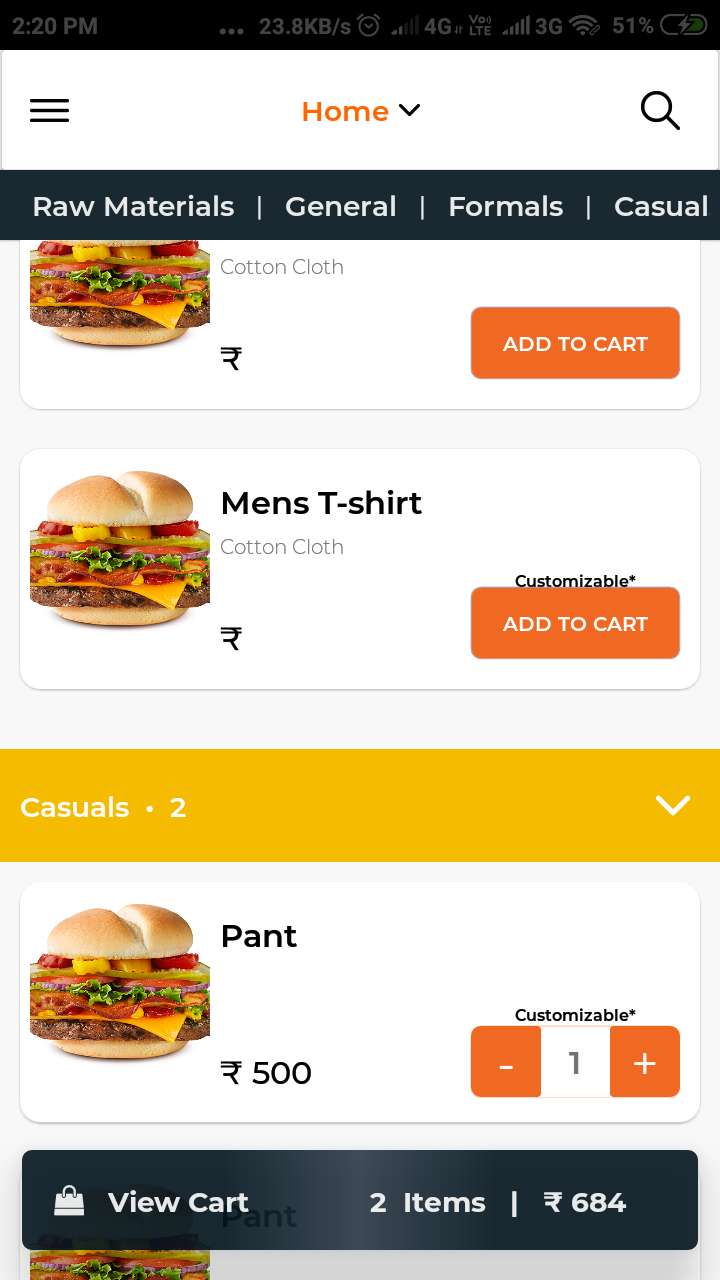 2:20 PM ... 23.8KB/s 4G Vo) LTE 3G 51%
Home
Raw Materials | General | Formals | Casual
Cotton Cloth
₹
ADD TO CART
Mens T-shirt
Cotton Cloth
Customizable*
₹
ADD TO CART
Casuals • 2
Pant
Customizable*
₹ 500
- 1 +
View Cart 2 Items | ₹ 684
Pant